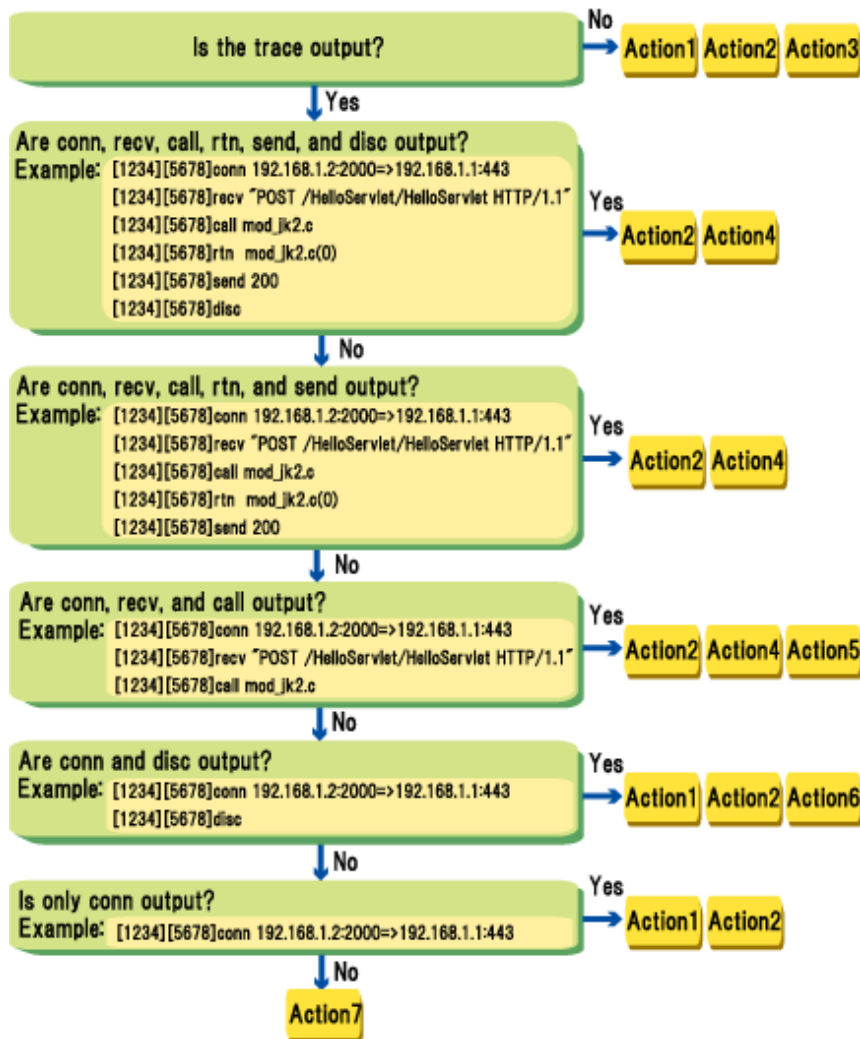 Is the trace output?
No
Action1 Action2 Action3
Yes
Are conn, recv, call, rtn, send, and disc output?
Example: [1234][5678]conn 192.168.1.2:2000=>192.168.1.1:443
[1234][5678]recv "POST /HelloServlet/HelloServlet HTTP/1.1"
[1234][5678]call mod_jk2.c
[1234][5678]rtn mod_jk2.c(0)
[1234][5678]send 200
[1234][5678]disc
Yes
Action2 Action4
No
Are conn, recv, call, rtn, and send output?
Example: [1234][5678]conn 192.168.1.2:2000=>192.168.1.1:443
[1234][5678]recv "POST /HelloServlet/HelloServlet HTTP/1.1"
[1234][5678]call mod_jk2.c
[1234][5678]rtn mod_jk2.c(0)
[1234][5678]send 200
Yes
Action2 Action4
No
Are conn, recv, and call output?
Example: [1234][5678]conn 192.168.1.2:2000=>192.168.1.1:443
[1234][5678]recv "POST /HelloServlet/HelloServlet HTTP/1.1"
[1234][5678]call mod_jk2.c
Yes
Action2 Action4 Action5
No
Are conn and disc output?
Example: [1234][5678]conn 192.168.1.2:2000=>192.168.1.1:443
[1234][5678]disc
Yes
Action1 Action2 Action6
No
Is only conn output?
Example: [1234][5678]conn 192.168.1.2:2000=>192.168.1.1:443
Yes
Action1 Action2
No
Action7